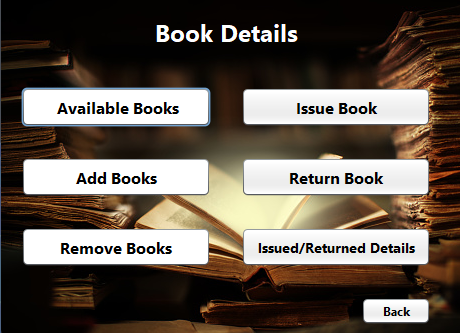 Book Details
Available Books
Issue Book
Add Books
Return Book
Remove Books
Issued/Returned Details
Back